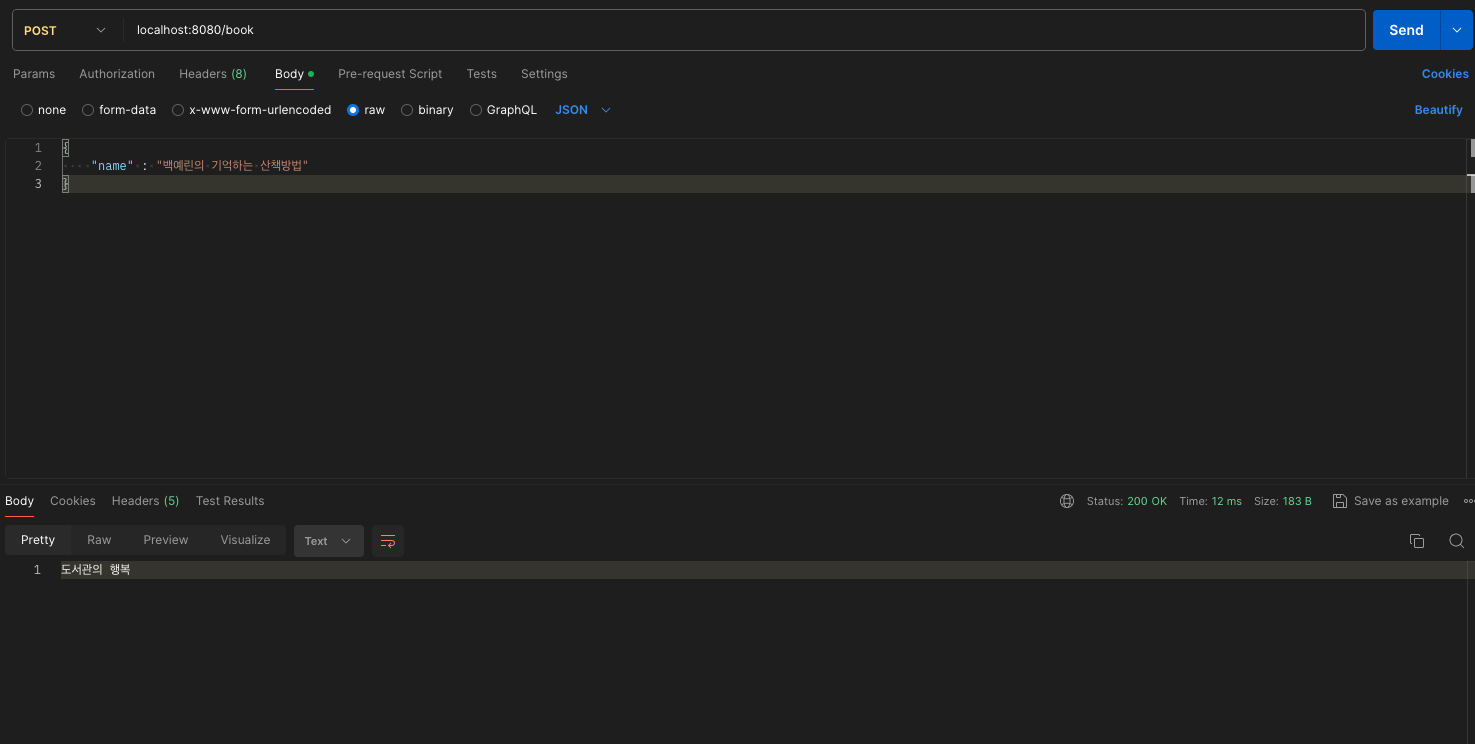 POST localhost:8080/book Send
Params Authorization Headers (8) Body Pre-request Script Tests Settings Cookies
none form-data x-www-form-urlencoded raw binary GraphQL JSON Beautify
1 {
2 "name" : "백예린의 기억하는 산책방법"
3 }
Body Cookies Headers (5) Test Results Status: 200 OK Time: 12 ms Size: 183 B Save as example
Pretty Raw Preview Visualize Text
1 도서관의 행복